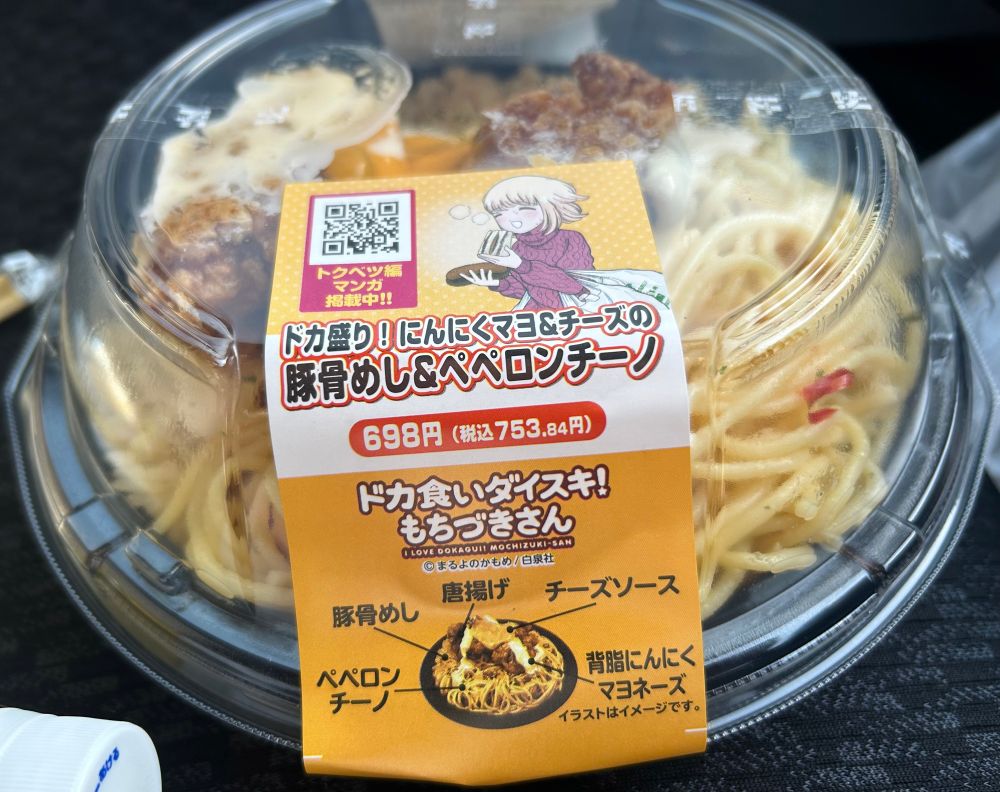 トクベツ編
マンガ
掲載中!!
ドカ盛り!にんにくマヨ&チーズの
豚骨めし&ペペロンチーノ
698円(税込753.84円)
ドカ食いダイスキ!
もちづきさん
I LOVE DOKAGUI! MOCHIZUKI-SAN
©まるよのかもめ/白泉社
唐揚げ
チーズソース
豚骨めし
背脂にんにく
マヨネーズ
ペペロン
チーノ
イラストはイメージです。